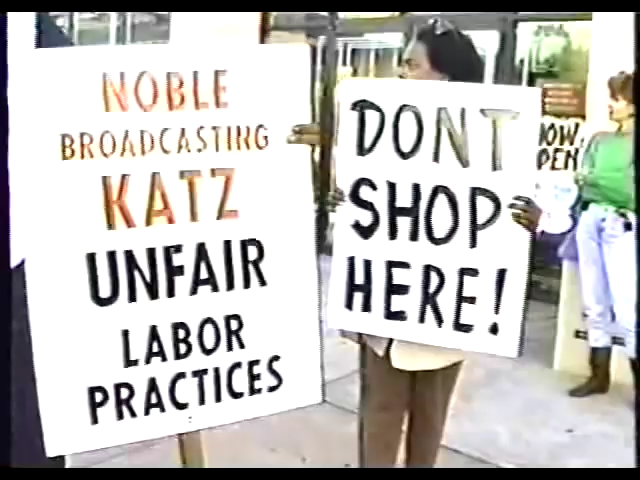 NOBLE
BROADCASTING
KATZ
UNFAIR
LABOR
PRACTICES
DONT
SHOP
HERE!
NOW
OPEN